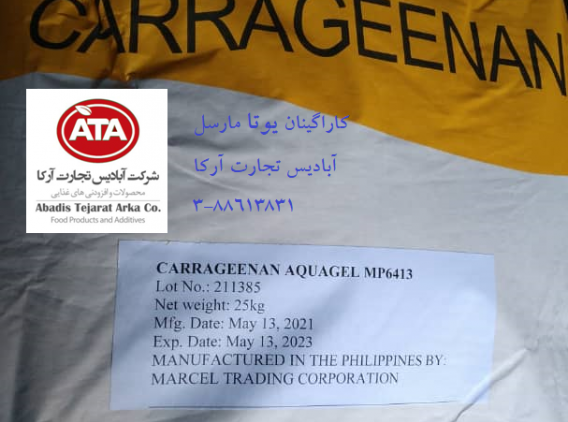 CARRAGEENAN
ATA
شرکت آبادیس تجارت آرکا
محصولات و افزودنی های غذایی
Abadis Tejarat Arka Co.
Food Products and Additives
کاراگینان یوتا مارسل
آبادیس تجارت آرکا
۳-۸۸۶۱۳۸۳۱
CARRAGEENAN AQUAGEL MP6413
Lot No.: 211385
Net weight: 25kg
Mfg. Date: May 13, 2021
Exp. Date: May 13, 2023
MANUFACTURED IN THE PHILIPPINES BY:
MARCEL TRADING CORPORATION